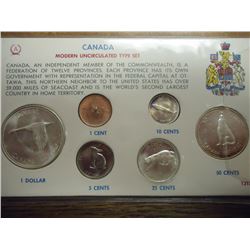 CANADA
MODERN UNCIRCULATED TYPE SET
CANADA, AN INDEPENDENT MEMBER OF THE COMMONWEALTH, IS A
FEDERATION OF TWELVE PROVINCES. EACH PROVINCE HAS ITS OWN
GOVERNMENT WITH REPRESENTATION IN THE FEDERAL CAPITAL AT OT-
TAWA. THIS NORTHERN NEIGHBOR TO THE UNITED STATES HAS OVER
59,000 MILES OF SEACOAST AND IS THE WORLD'S SECOND LARGEST COUNTRY
IN HOME TERRITORY.
1 CENT
10 CENTS
1 DOLLAR
5 CENTS
25 CENTS
50 CENTS